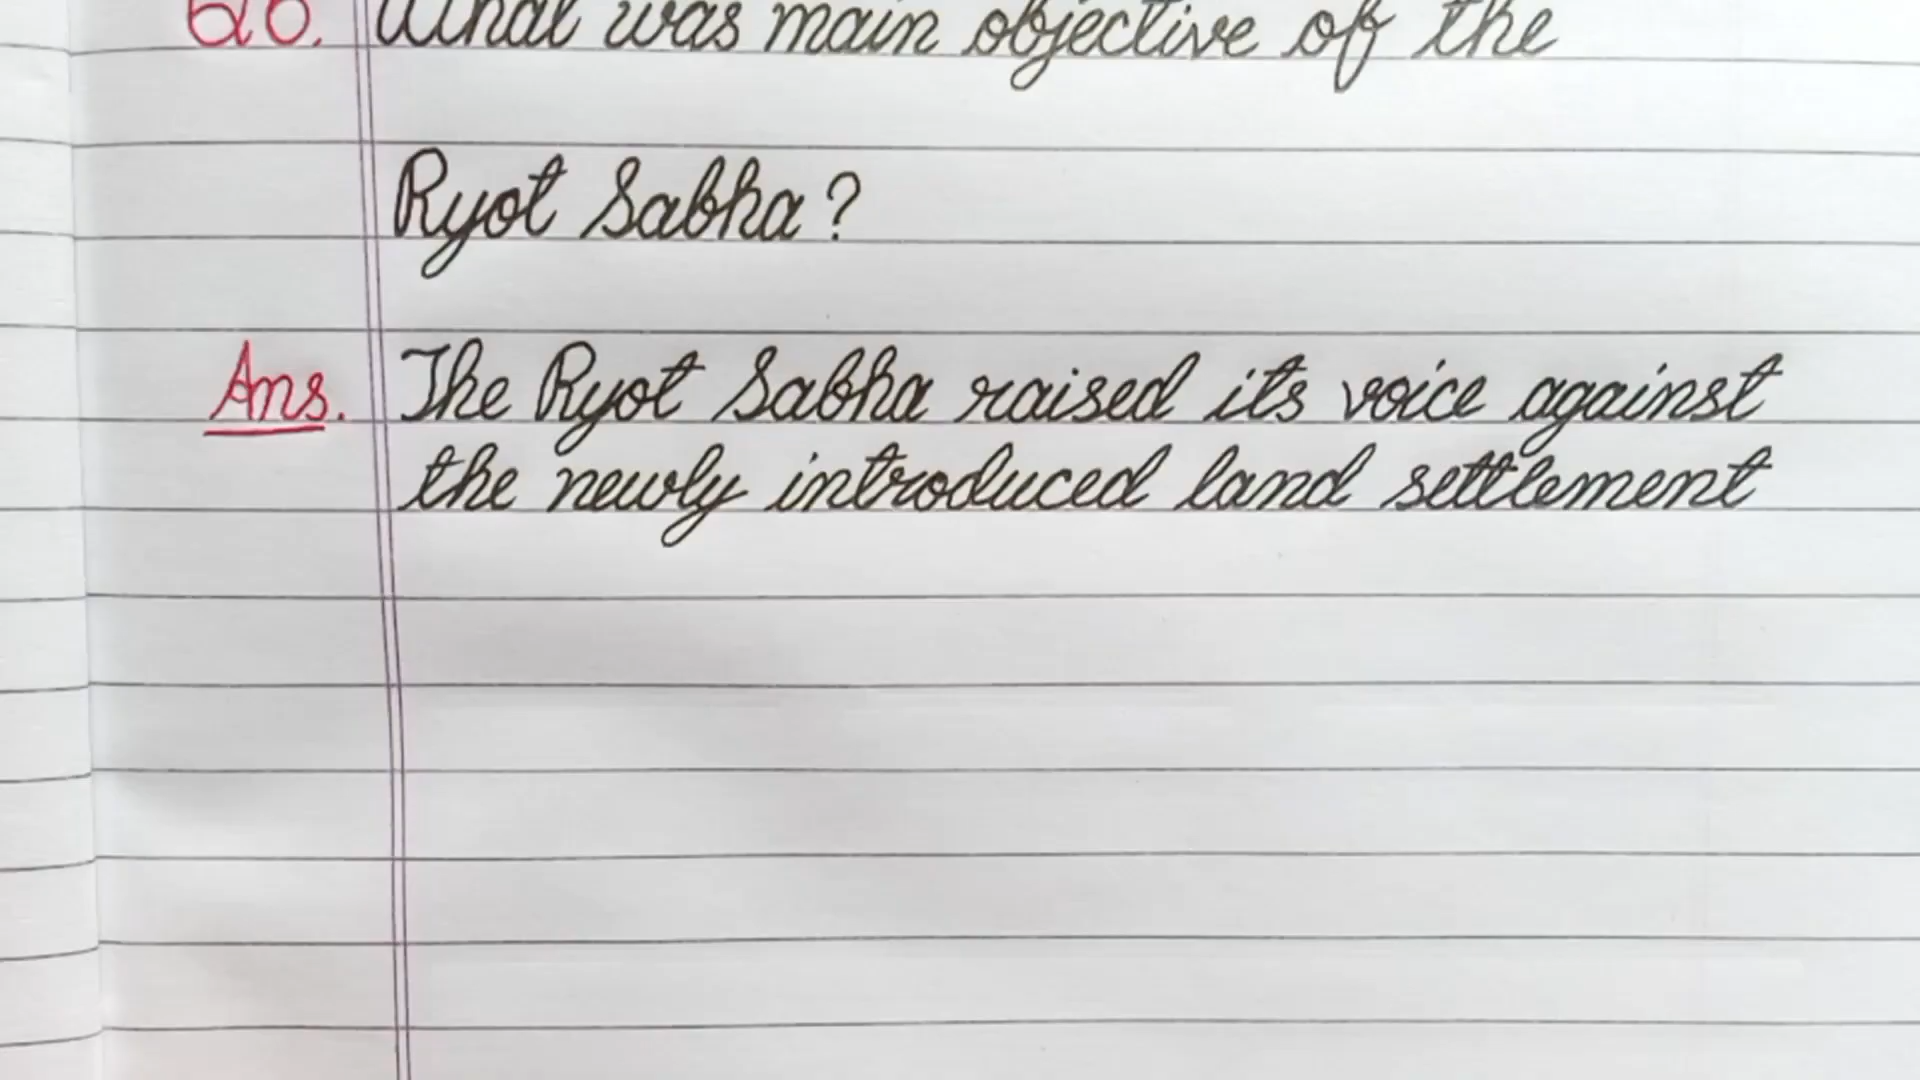 Q6. What was main objective of the
Ryot Sabha?
Ans. The Ryot Sabha raised its voice against
the newly introduced land settlement